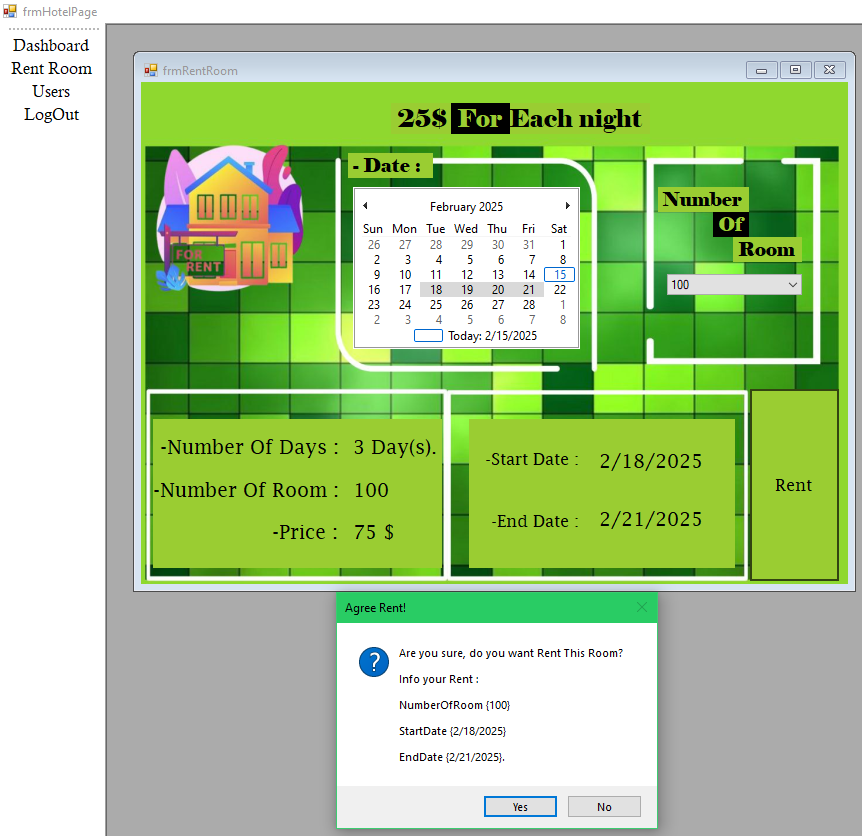 frmHotelPage
Dashboard
Rent Room
Users
LogOut
frmRentRoom
25$ For Each night
FOR
RENT
- Date :
February 2025
Sun Mon Tue Wed Thu Fri Sat
26 27 28 29 30 31 1
2 3 4 5 6 7 8
9 10 11 12 13 14 15
16 17 18 19 20 21 22
23 24 25 26 27 28 1
2 3 4 5 6 7 8
Today: 2/15/2025
Number
Of
Room
100
-Number Of Days : 3 Day(s).
-Number Of Room : 100
-Price : 75 $
-Start Date : 2/18/2025
-End Date : 2/21/2025
Rent
Agree Rent!
Are you sure, do you want Rent This Room?
Info your Rent :
NumberOfRoom {100}
StartDate {2/18/2025}
EndDate {2/21/2025}.
Yes No